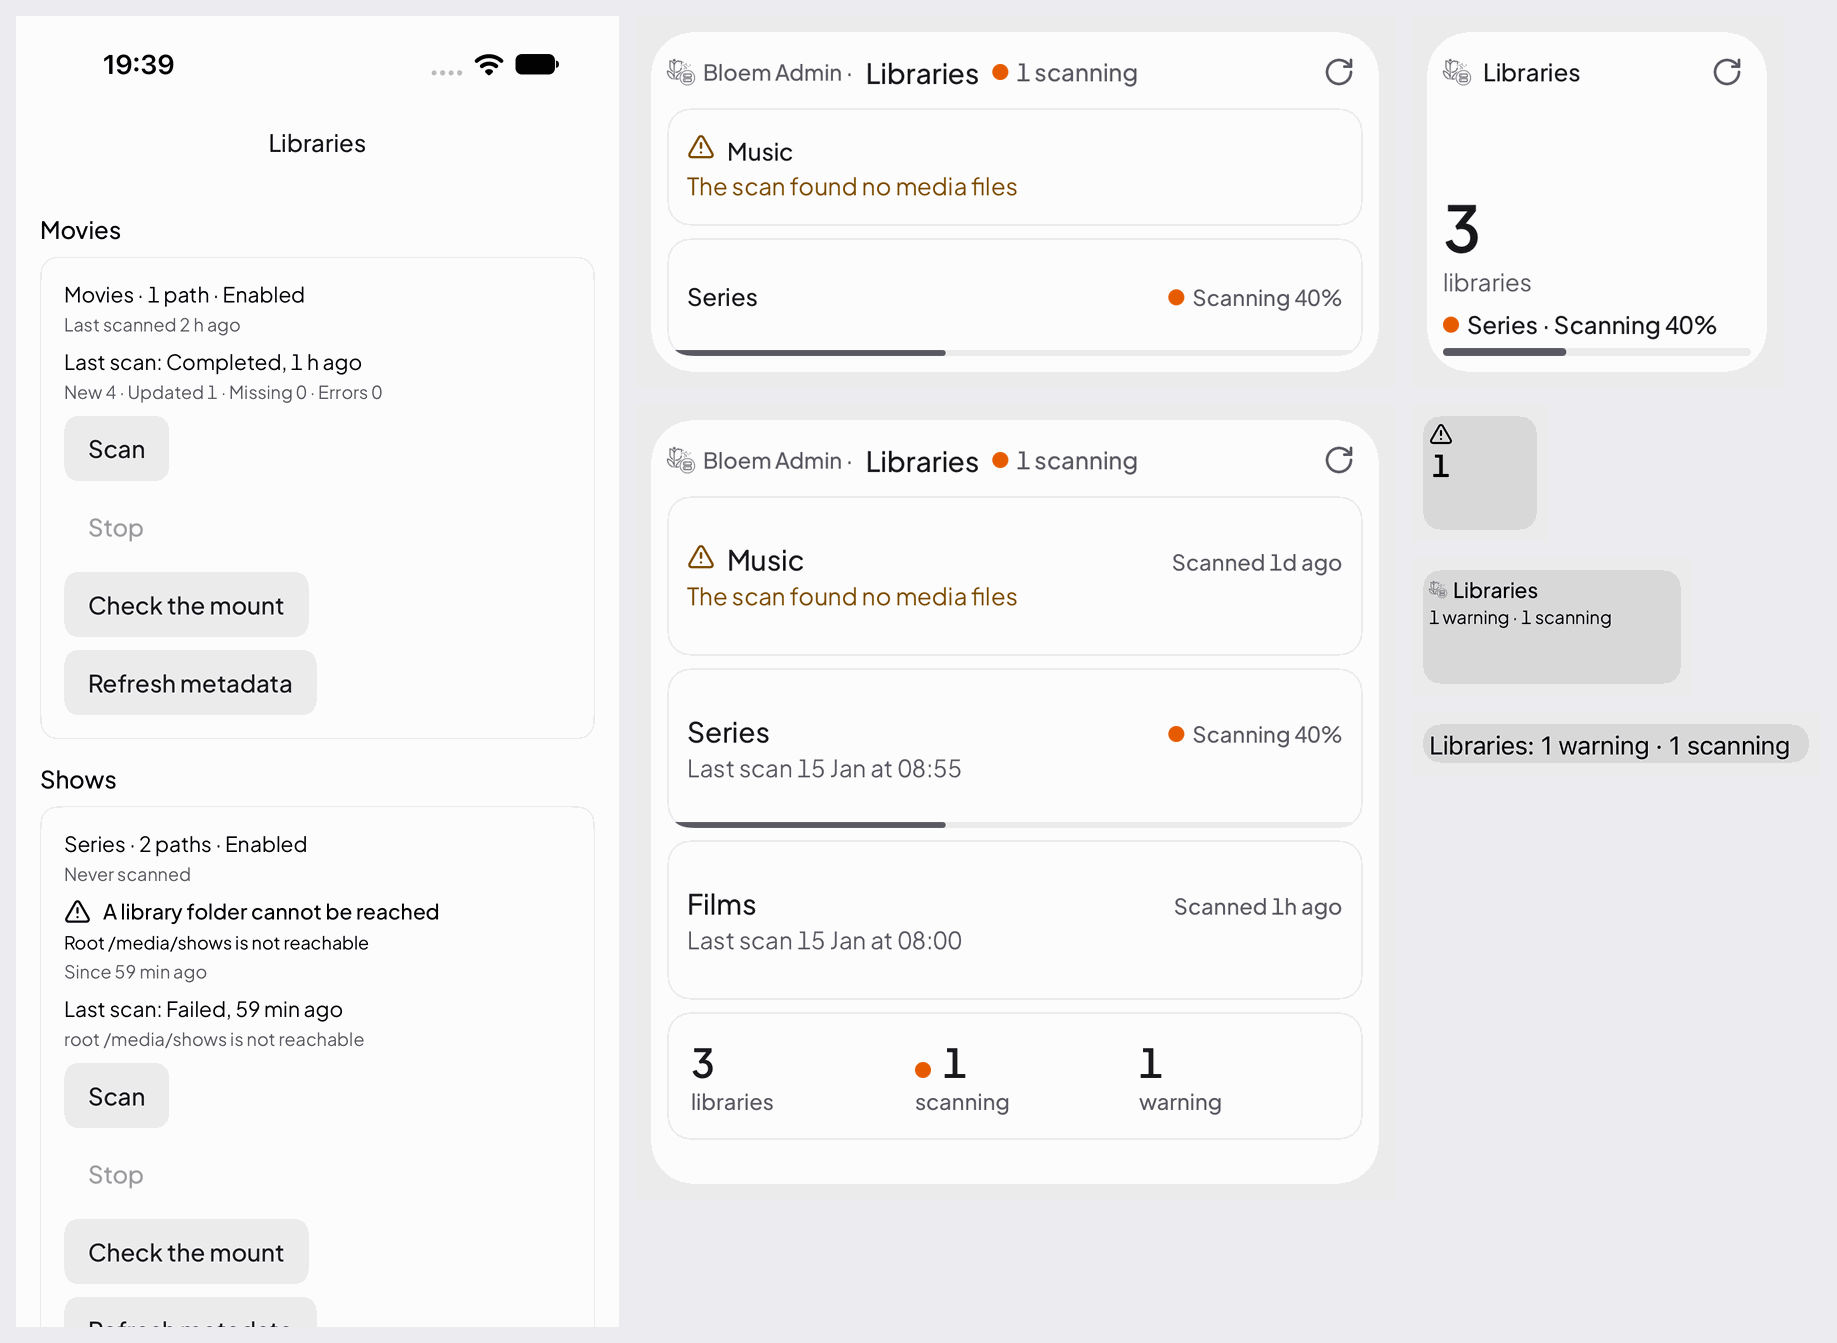 19:39
Libraries
Movies
Movies · 1 path · Enabled
Last scanned 2 h ago
Last scan: Completed, 1 h ago
New 4 · Updated 1 · Missing 0 · Errors 0
Scan
Stop
Check the mount
Refresh metadata
Shows
Series · 2 paths · Enabled
Never scanned
A library folder cannot be reached
Root /media/shows is not reachable
Since 59 min ago
Last scan: Failed, 59 min ago
root /media/shows is not reachable
Scan
Stop
Check the mount
Refresh metadata
Bloem Admin · Libraries 1 scanning
Music
The scan found no media files
Series Scanning 40%
Bloem Admin · Libraries 1 scanning
Music Scanned 1d ago
The scan found no media files
Series Scanning 40%
Last scan 15 Jan at 08:55
Films Scanned 1h ago
Last scan 15 Jan at 08:00
3 1 1
libraries scanning warning
Libraries
3
libraries
Series · Scanning 40%
1
Libraries
1 warning · 1 scanning
Libraries: 1 warning · 1 scanning